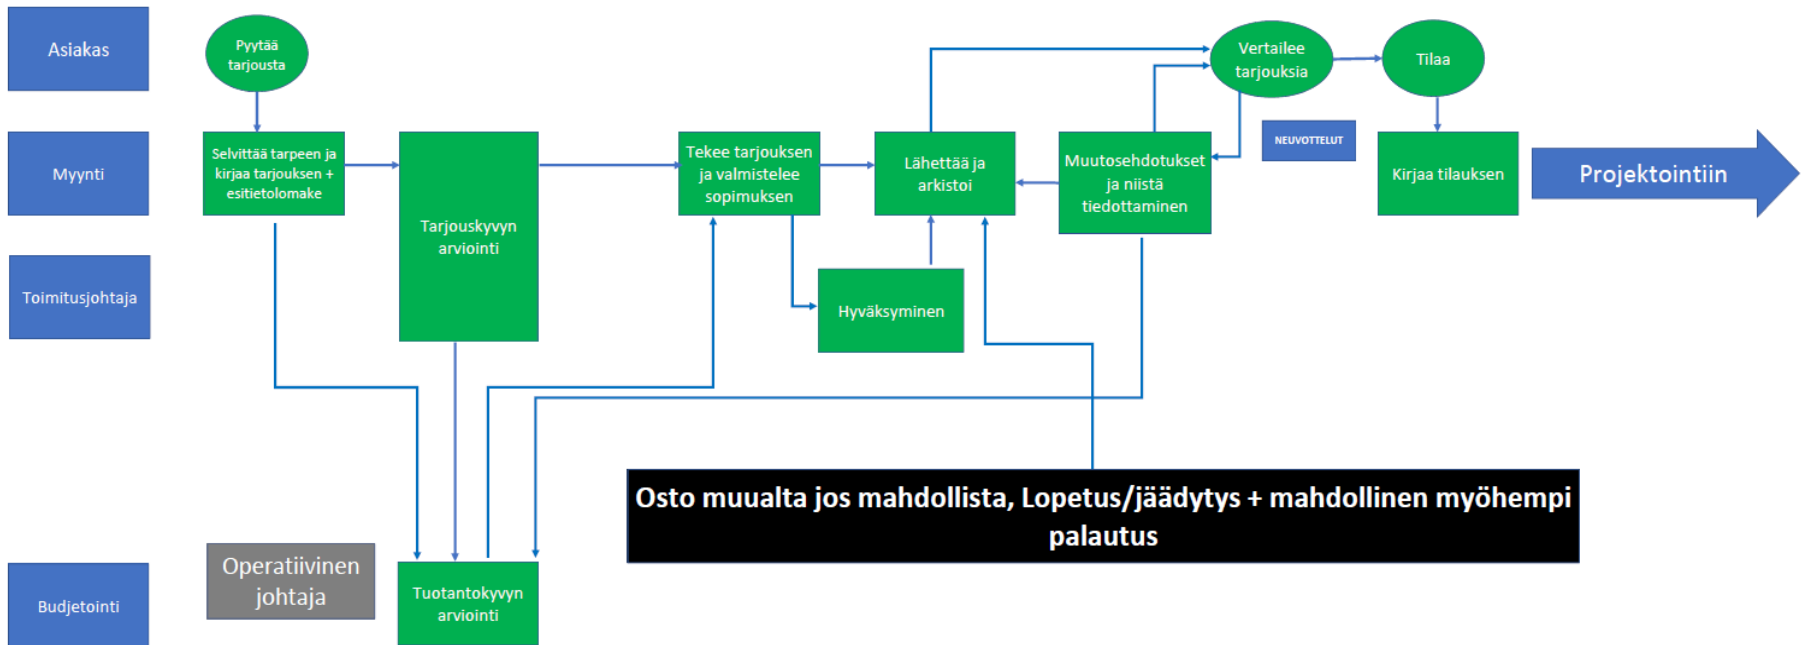 Asiakas
Pyytää
tarjousta
Vertailee
tarjouksia
Tilaa
NEUVOTTELUT
Myynti
Selvittää tarpeen ja
kirjaa tarjouksen +
esitietolomake
Tarjouskyvyn
arviointi
Tekee tarjouksen
ja valmistelee
sopimuksen
Lähettää ja
arkistoi
Muutosehdotukset
ja niistä
tiedottaminen
Kirjaa tilauksen
Projektointiin
Toimitusjohtaja
Hyväksyminen
Osto muualta jos mahdollista, Lopetus/jäädytys + mahdollinen myöhempi
palautus
Budjetointi
Operatiivinen
johtaja
Tuotantokyvyn
arviointi